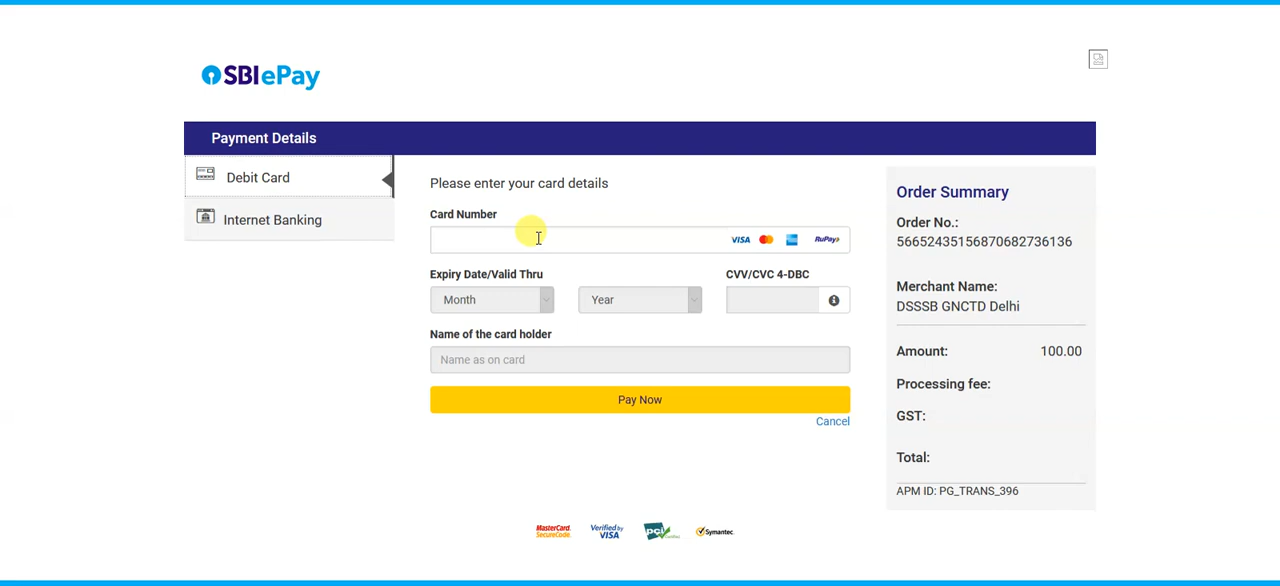 SBIePay
Payment Details
Debit Card
Internet Banking
Please enter your card details
Card Number
VISA RuPay
Expiry Date/Valid Thru
CVV/CVC 4-DBC
Month
Year
Name of the card holder
Name as on card
Pay Now
Cancel
Order Summary
Order No.:
56652435156870682736136
Merchant Name:
DSSSB GNCTD Delhi
Amount: 100.00
Processing fee:
GST:
Total:
APM ID: PG_TRANS_396
MasterCard.
SecureCode.
Verified by
VISA
PCI
Certified
Symantec.